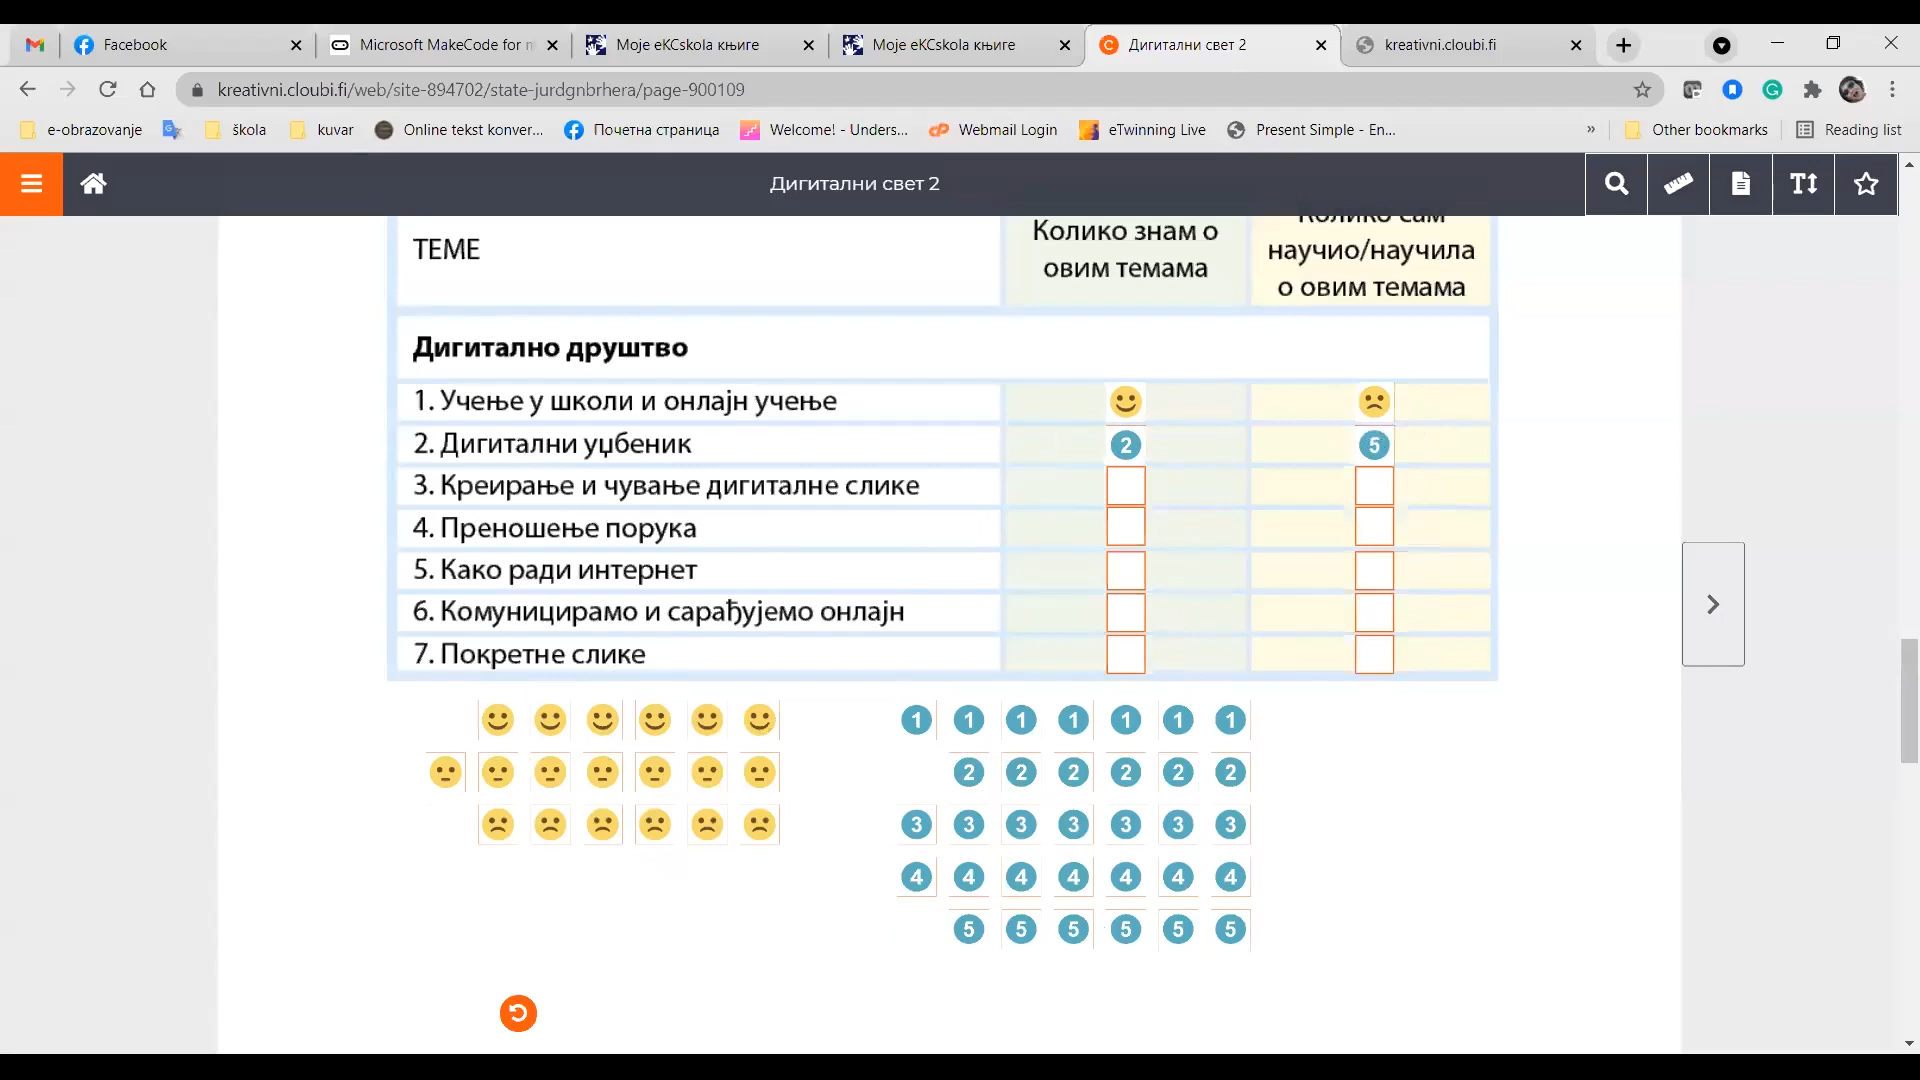 Facebook
Microsoft MakeCode for m
Моје eKCskola књиге
Моје eKCskola књиге
Дигитални свет 2
kreativni.cloubi.fi
kreativni.cloubi.fi/web/site-894702/state-jurdgnbrhera/page-900109
e-obrazovanje
škola
kuvar
Online tekst konver...
Почетна страница
Welcome! - Unders...
Webmail Login
eTwinning Live
Present Simple - En...
»
Other bookmarks
Reading list
Дигитални свет 2
ТЕМЕ
Колико знам о
овим темама
Колико сам
научио/научила
о овим темама
Дигитално друштво
1. Учење у школи и онлајн учење
2. Дигитални уџбеник
2
5
3. Креирање и чување дигиталне слике
4. Преношење порука
5. Како ради интернет
6. Комуницирамо и сарађујемо онлајн
7. Покретне слике
1 1 1 1 1 1 1
2 2 2 2 2 2
3 3 3 3 3 3 3
4 4 4 4 4 4 4
5 5 5 5 5 5